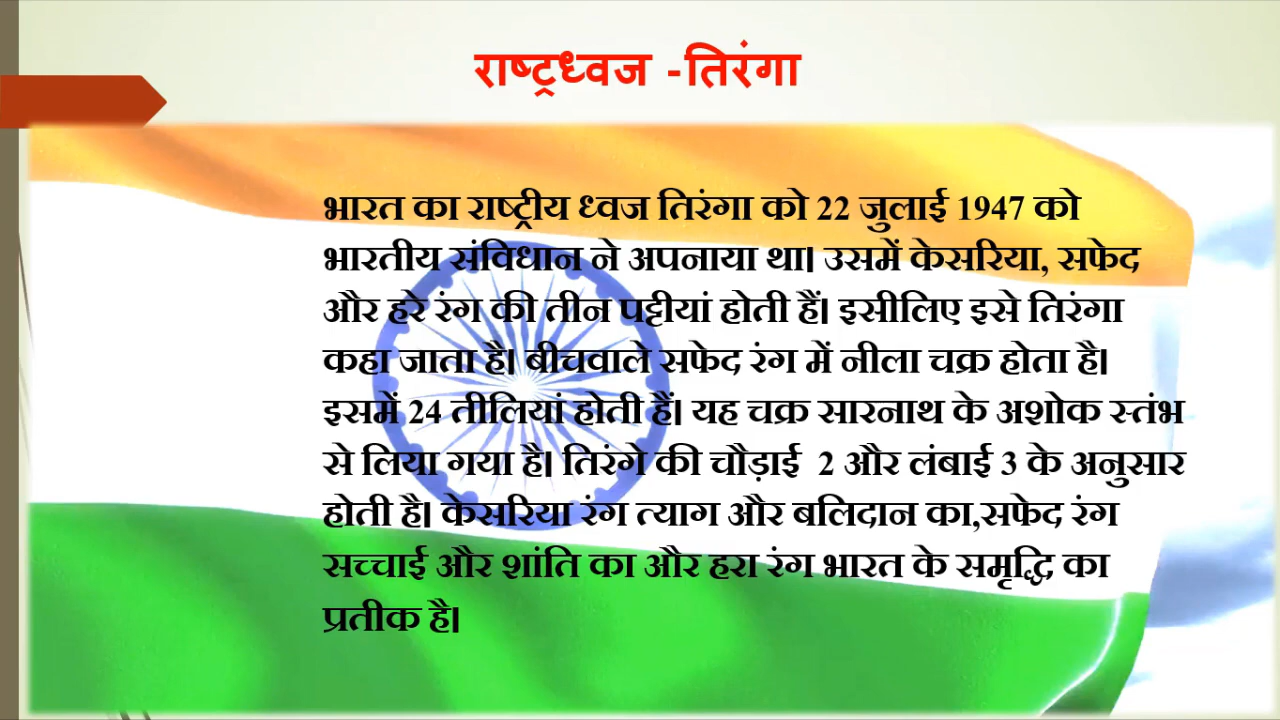 राष्ट्रध्वज -तिरंगा
भारत का राष्ट्रीय ध्वज तिरंगा को 22 जुलाई 1947 को
भारतीय संविधान ने अपनाया था। उसमें केसरिया, सफेद
और हरे रंग की तीन पट्टीयां होती हैं। इसीलिए इसे तिरंगा
कहा जाता है। बीचवाले सफेद रंग में नीला चक्र होता है।
इसमें 24 तीलियां होती हैं। यह चक्र सारनाथ के अशोक स्तंभ
से लिया गया है। तिरंगे की चौड़ाई 2 और लंबाई 3 के अनुसार
होती है। केसरिया रंग त्याग और बलिदान का,सफेद रंग
सच्चाई और शांति का और हरा रंग भारत के समृद्धि का
प्रतीक है।